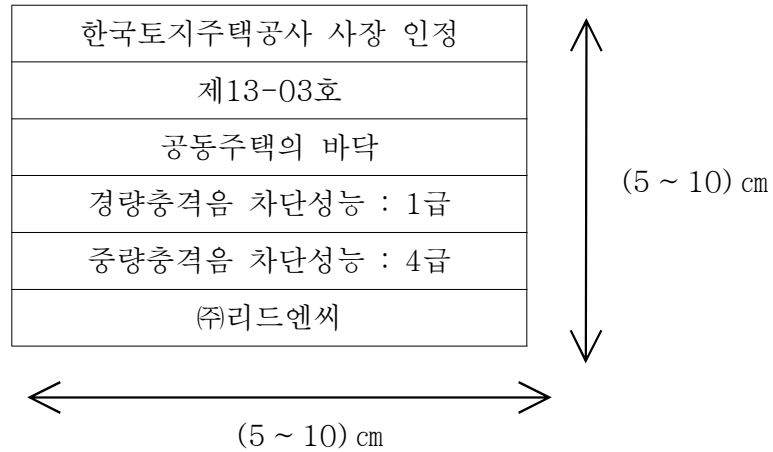 한국토지주택공사 사장 인정
제13-03호
공동주택의 바닥
경량충격음 차단성능 : 1급
중량충격음 차단성능 : 4급
㈜리드엔씨
(5 ~ 10) ㎝
(5 ~ 10) ㎝